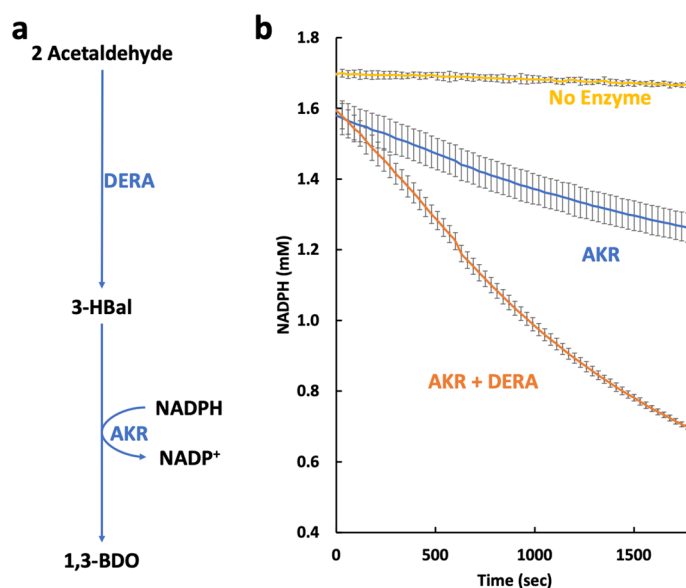 a
2 Acetaldehyde
DERA
3-HBal
NADPH
AKR
NADP⁺
1,3-BDO
b
1.8
1.6
1.4
1.2
1.0
0.8
0.6
0.4
NADPH (mM)
No Enzyme
AKR
AKR + DERA
0
500
1000
1500
Time (sec)